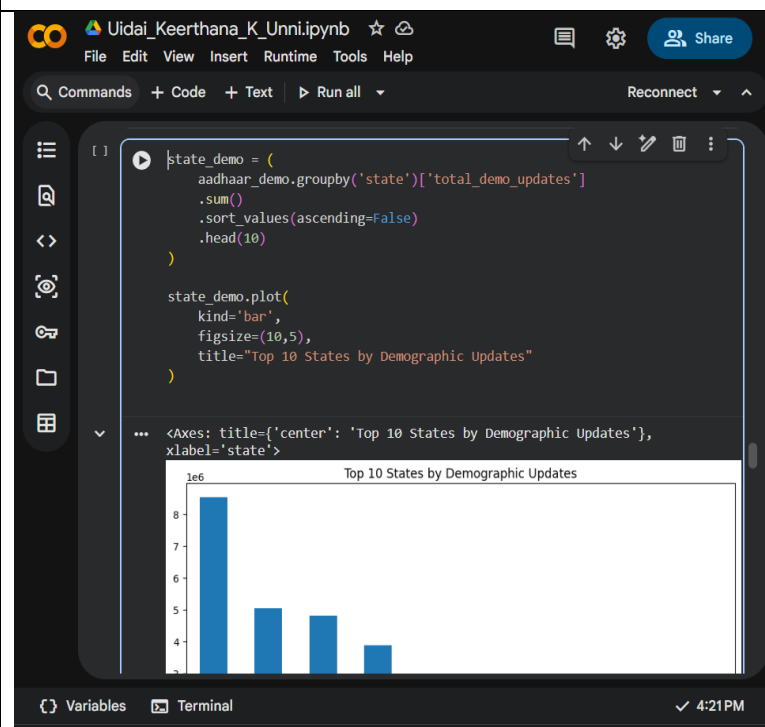 Uidai_Keerthana_K_Unni.ipynb
File Edit View Insert Runtime Tools Help
Share
Commands + Code + Text Run all
Reconnect
[ ]
state_demo = (
    aadhaar_demo.groupby('state')['total_demo_updates']
    .sum()
    .sort_values(ascending=False)
    .head(10)
)
state_demo.plot(
    kind='bar',
    figsize=(10,5),
    title="Top 10 States by Demographic Updates"
)
<Axes: title={'center': 'Top 10 States by Demographic Updates'},
xlabel='state'>
Top 10 States by Demographic Updates
1e6
8
7
6
5
4
Variables Terminal
4:21 PM